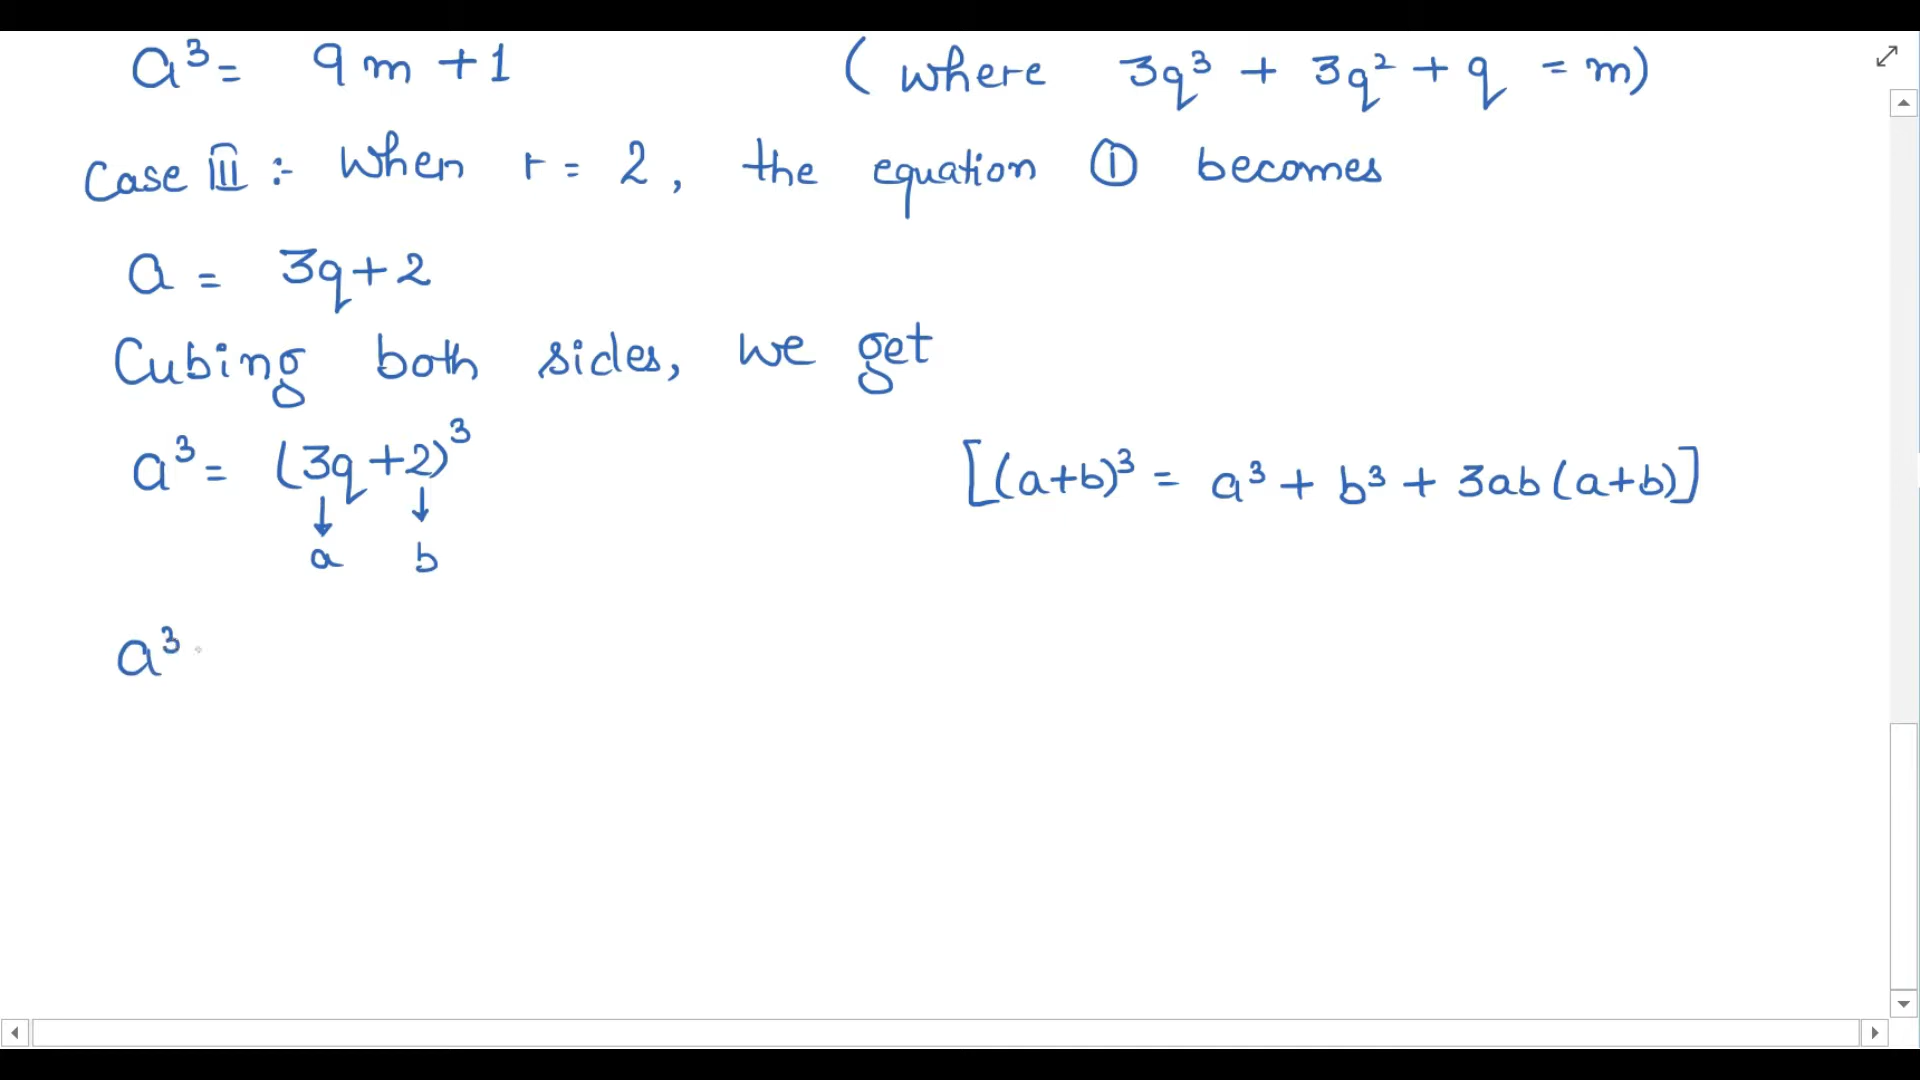 a³ = 9m + 1 (where 3q³ + 3q² + q = m)
Case III :- When r = 2, the equation ① becomes
a = 3q + 2
Cubing both sides, we get
a³ = (3q + 2)³ [(a+b)³ = a³ + b³ + 3ab(a+b)]
↓ ↓
a b
a³